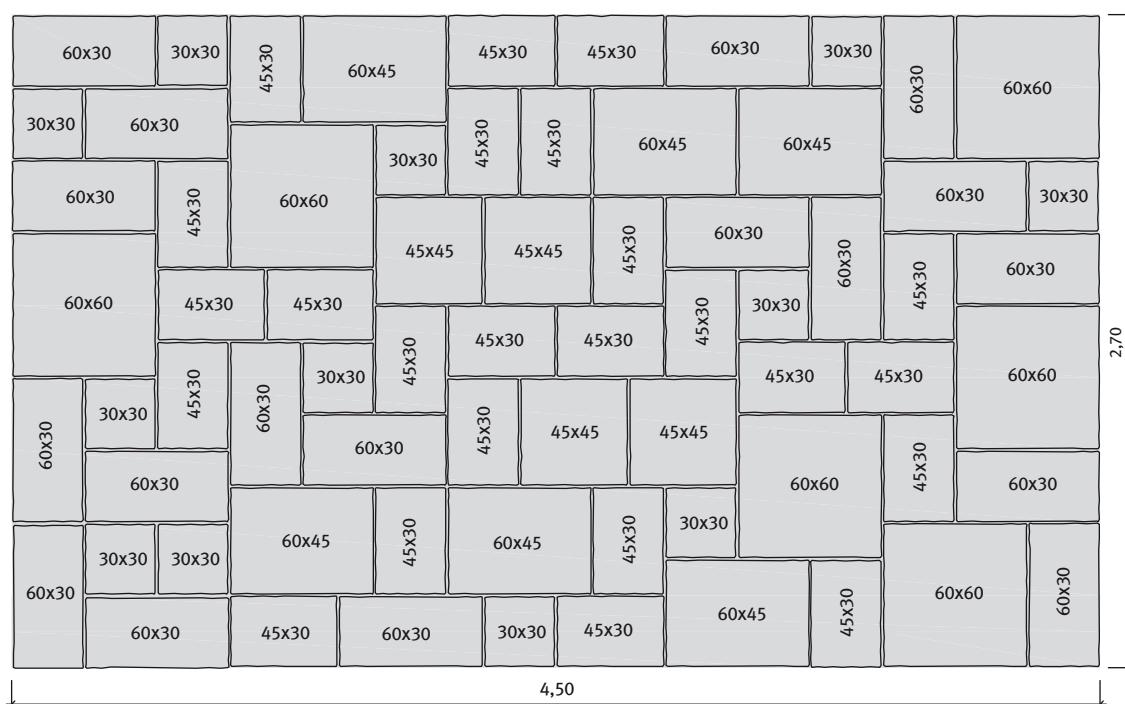 60x30 30x30 45x30 60x45 45x30 45x30 60x30 30x30 60x30 60x60
30x30 60x30 60x60 30x30 45x30 45x30 60x45 60x45
60x30 45x30 45x45 45x45 45x30 60x30 60x30 60x30 30x30
60x60 45x30 45x30 45x30 45x30 45x30 45x30 30x30 45x30 60x30
60x30 30x30 45x30 60x30 30x30 45x30 45x45 45x45 45x30 45x30 60x60
60x30 60x30 60x60 45x30 60x30
60x30 30x30 30x30 60x45 45x30 60x45 45x30 30x30 60x60 60x30
60x30 45x30 60x30 30x30 45x30 60x45 45x30
2,70
4,50